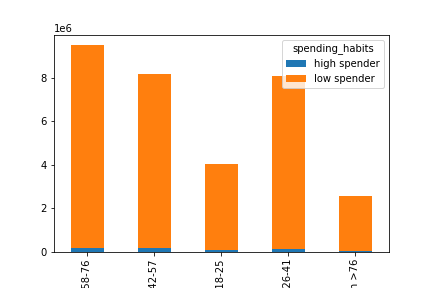 1e6
spending_habits
high spender
low spender
8
6
4
2
0
58-76
42-57
18-25
26-41
>76